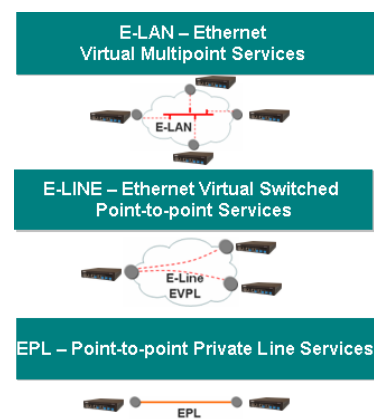 E-LAN – Ethernet
Virtual Multipoint Services
E-LAN
E-LINE – Ethernet Virtual Switched
Point-to-point Services
E-Line
EVPL
EPL – Point-to-point Private Line Services
EPL